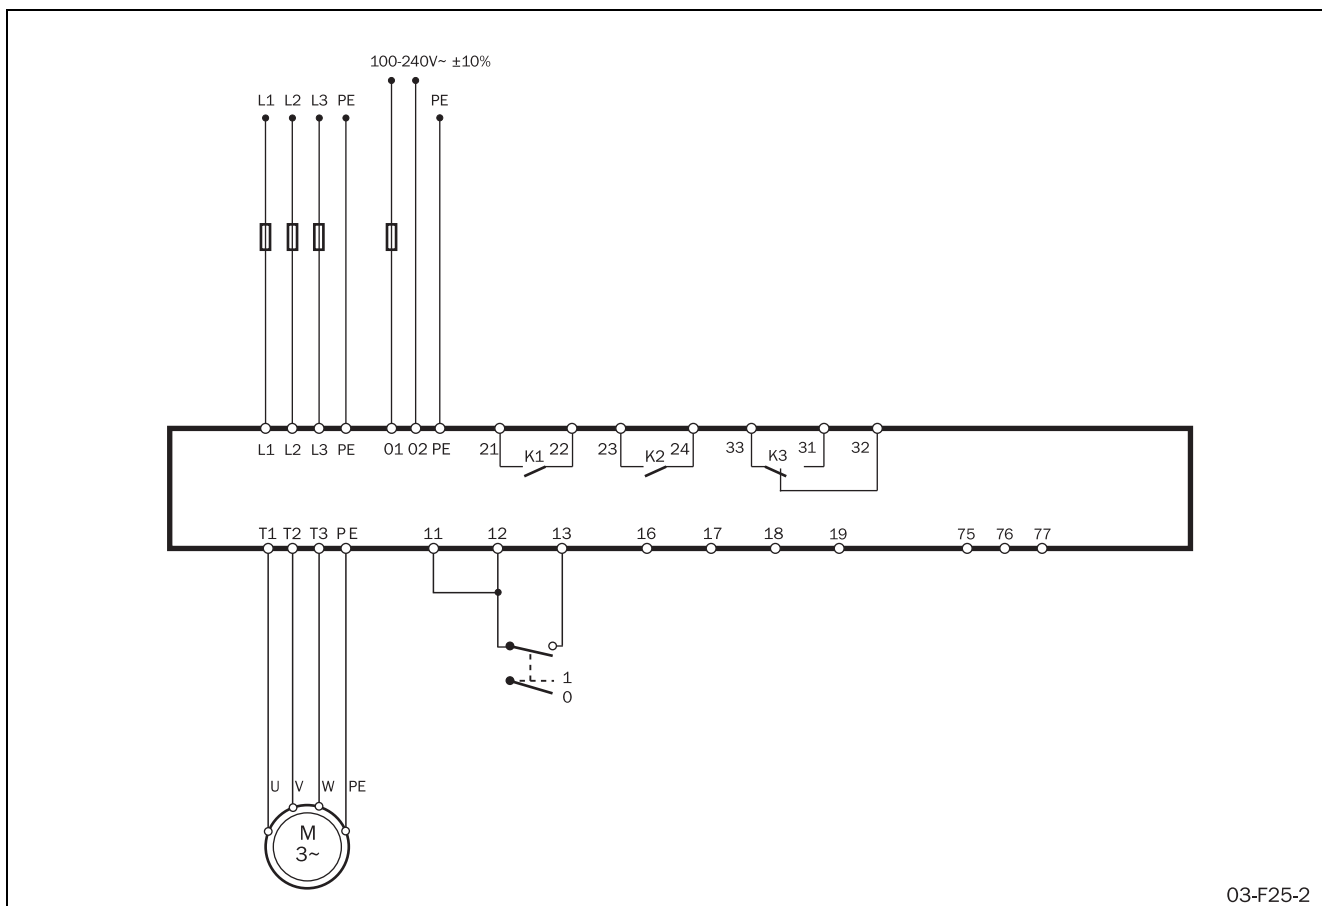 100-240V~ ±10%
L1 L2 L3 PE PE
L1 L2 L3 PE 01 02 PE 21 K1 22 23 K2 24 33 K3 31 32
T1 T2 T3 PE 11 12 13 16 17 18 19 75 76 77
1
0
U V W PE
M
3~
03-F25-2